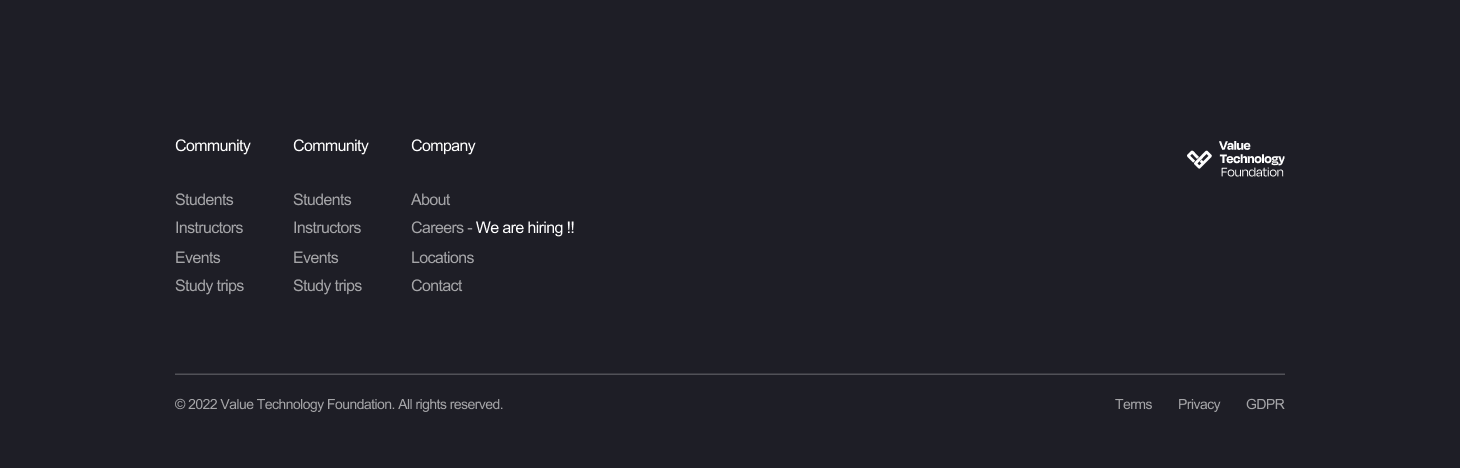 Community
Students
Instructors
Events
Study trips
Community
Students
Instructors
Events
Study trips
Company
About
Careers - We are hiring !!
Locations
Contact
Value
Technology
Foundation
© 2022 Value Technology Foundation. All rights reserved.
Terms
Privacy
GDPR